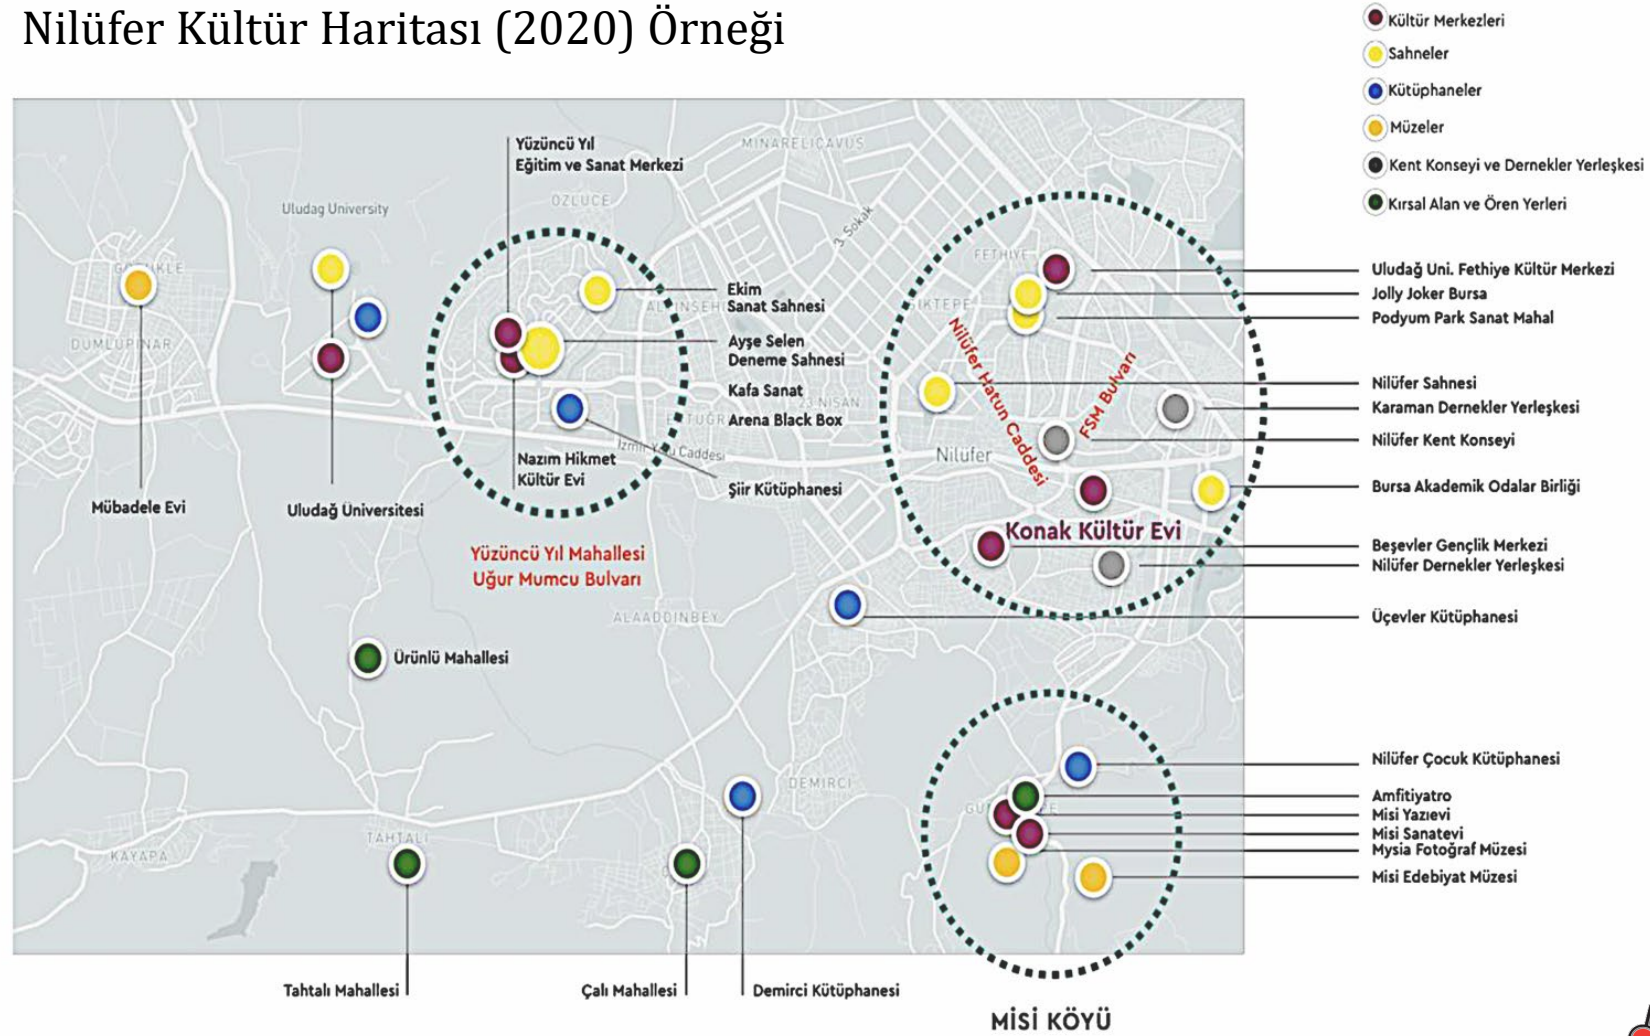 Nilüfer Kültür Haritası (2020) Örneği
Kültür Merkezleri
Sahneler
Kütüphaneler
Müzeler
Kent Konseyi ve Dernekler Yerleşkesi
Kırsal Alan ve Ören Yerleri
Yüzüncü Yıl
Eğitim ve Sanat Merkezi
MINARELİCAVUS
Uludag University
ÖZLÜCE
3. Sokak
FETHIYE
DUMLUPINAR
Ekim
Sanat Sahnesi
Ayşe Selen
Deneme Sahnesi
Kafa Sanat
Arena Black Box
Nazım Hikmet
Kültür Evi
Şiir Kütüphanesi
Mübadele Evi
Uludağ Üniversitesi
Yüzüncü Yıl Mahallesi
Uğur Mumcu Bulvarı
Nilüfer Hatun Caddesi
FSM Bulvarı
Nilüfer
Konak Kültür Evi
Uludağ Uni. Fethiye Kültür Merkezi
Jolly Joker Bursa
Podyum Park Sanat Mahal
Nilüfer Sahnesi
Karaman Dernekler Yerleşkesi
Nilüfer Kent Konseyi
Bursa Akademik Odalar Birliği
Beşevler Gençlik Merkezi
Nilüfer Dernekler Yerleşkesi
Üçevler Kütüphanesi
ALAADDINBEY
Ürünlü Mahallesi
DEMIRCI
TAHTALI
KAYAPA
Nilüfer Çocuk Kütüphanesi
Amfitiyatro
Misi Yazıevi
Misi Sanatevi
Mysia Fotoğraf Müzesi
Misi Edebiyat Müzesi
Tahtalı Mahallesi
Çalı Mahallesi
Demirci Kütüphanesi
MİSİ KÖYÜ